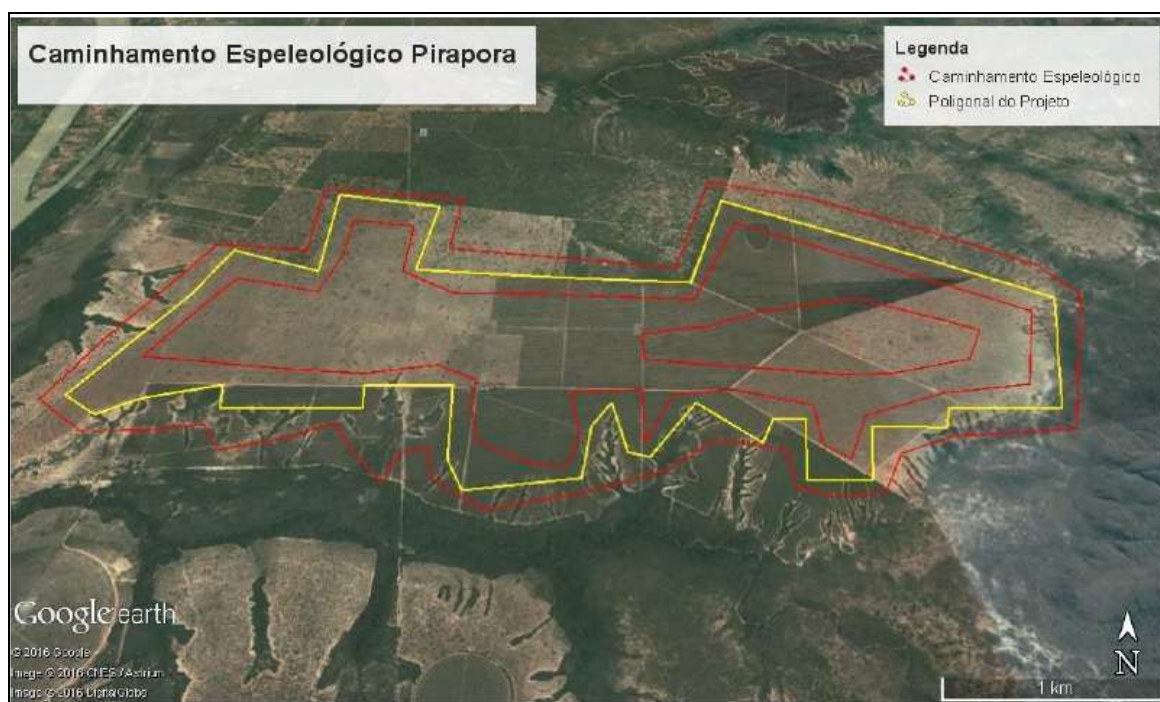 Caminhamento Espeleológico Pirapora
Legenda
Caminhamento Espeleológico
Poligonal do Projeto
Google earth
© 2016 Google
Image © 2016 CNES / Astrium
Image © 2016 DigitalGlobe
N
1 km